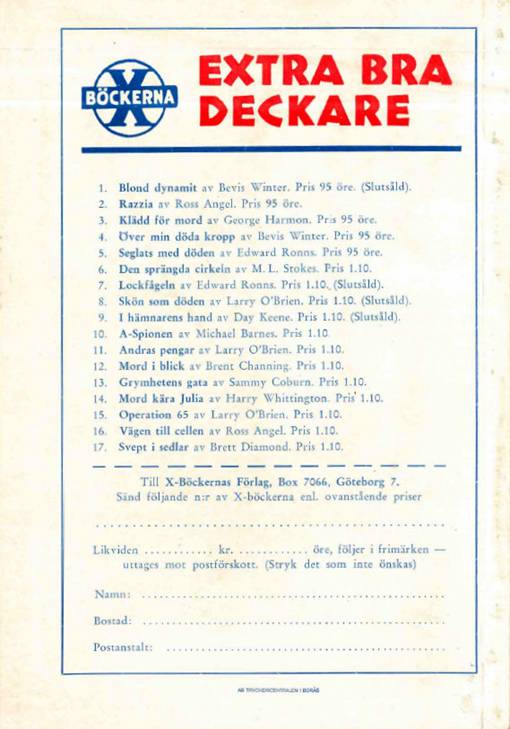 X
BÖCKERNA
EXTRA BRA
DECKARE
1. Blond dynamit av Bevis Winter. Pris 95 öre. (Slutsåld).
2. Razzia av Ross Angel. Pris 95 öre.
3. Klädd för mord av George Harmon. Pris 95 öre.
4. Över min döda kropp av Bevis Winter. Pris 95 öre.
5. Seglats med döden av Edward Ronns. Pris 95 öre.
6. Den sprängda cirkeln av M. L. Stokes. Pris 1.10.
7. Lockfågeln av Edward Ronns. Pris 1.10. (Slutsåld).
8. Skön som döden av Larry O'Brien. Pris 1.10. (Slutsåld).
9. I hämnarens hand av Day Keene. Pris 1.10. (Slutsåld).
10. A-Spionen av Michael Barnes. Pris 1.10.
11. Andras pengar av Larry O'Brien. Pris 1.10.
12. Mord i blick av Brent Channing. Pris 1.10.
13. Grymhetens gata av Sammy Coburn. Pris 1.10.
14. Mord kära Julia av Harry Whittington. Pris 1.10.
15. Operation 65 av Larry O'Brien. Pris 1.10.
16. Vägen till cellen av Ross Angel. Pris 1.10.
17. Svept i sedlar av Brett Diamond. Pris 1.10.
Till X-Böckernas Förlag, Box 7066, Göteborg 7.
Sänd följande n:r av X-böckerna enl. ovanstående priser
Likviden ............ kr. ............ öre, följer i frimärken —
uttages mot postförskott. (Stryk det som inte önskas)
Namn:
Bostad:
Postanstalt:
AB TRYCKERICENTRALEN I BORÅS